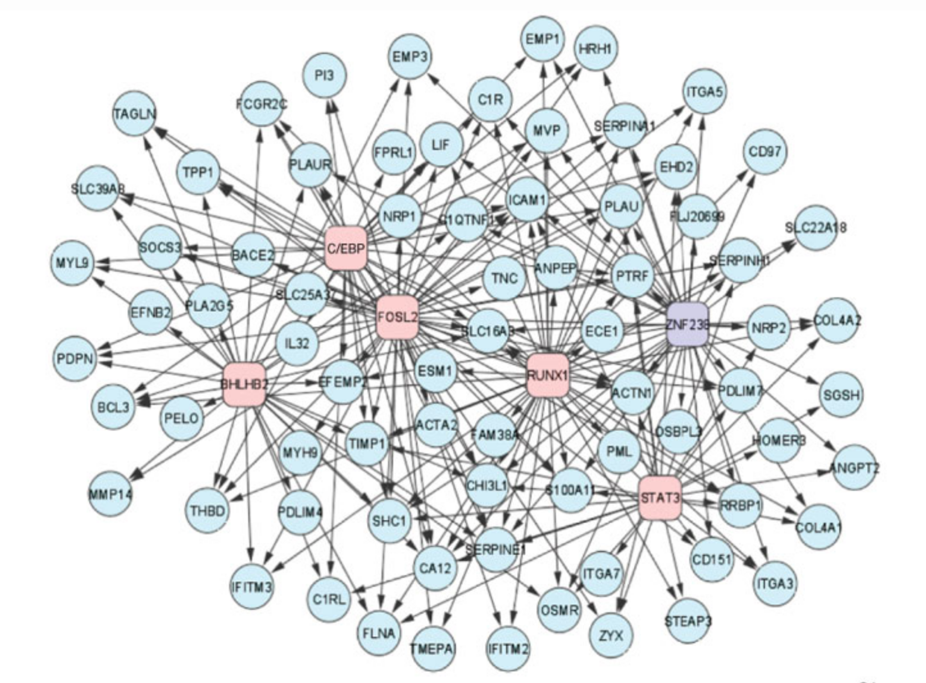 EMP1
HRH1
EMP3
PI3
ITGA5
FCGR2C
C1R
TAGLN
MVP
SERPINA1
FPRL1
LIF
CD97
PLAUR
EHD2
TPP1
SLC39A8
ICAM1
PLAU
NRP1
C1QTNF1
FLJ20699
SLC22A18
C/EBP
SOCS3
BACE2
MYL9
SERPINH1
TNC
ANPEP
PTRF
SLC25A3
PLA2G5
EFNB2
FOSL2
ZNF238
COL4A2
SLC16A3
ECE1
NRP2
IL32
PDPN
ESM1
RUNX1
BHLHB2
EFEMP2
ACTN1
PDLIM7
SGSH
BCL3
PELO
ACTA2
FAM38A
OSBPL3
TIMP1
HOMER3
MYH9
PML
ANGPT2
MMP14
CHI3L1
S100A11
STAT3
RRBP1
THBD
PDLIM4
SHC1
COL4A1
SERPINE1
CD151
CA12
ITGA7
ITGA3
IFITM3
C1RL
OSMR
STEAP3
FLNA
ZYX
TMEPA
IFITM2